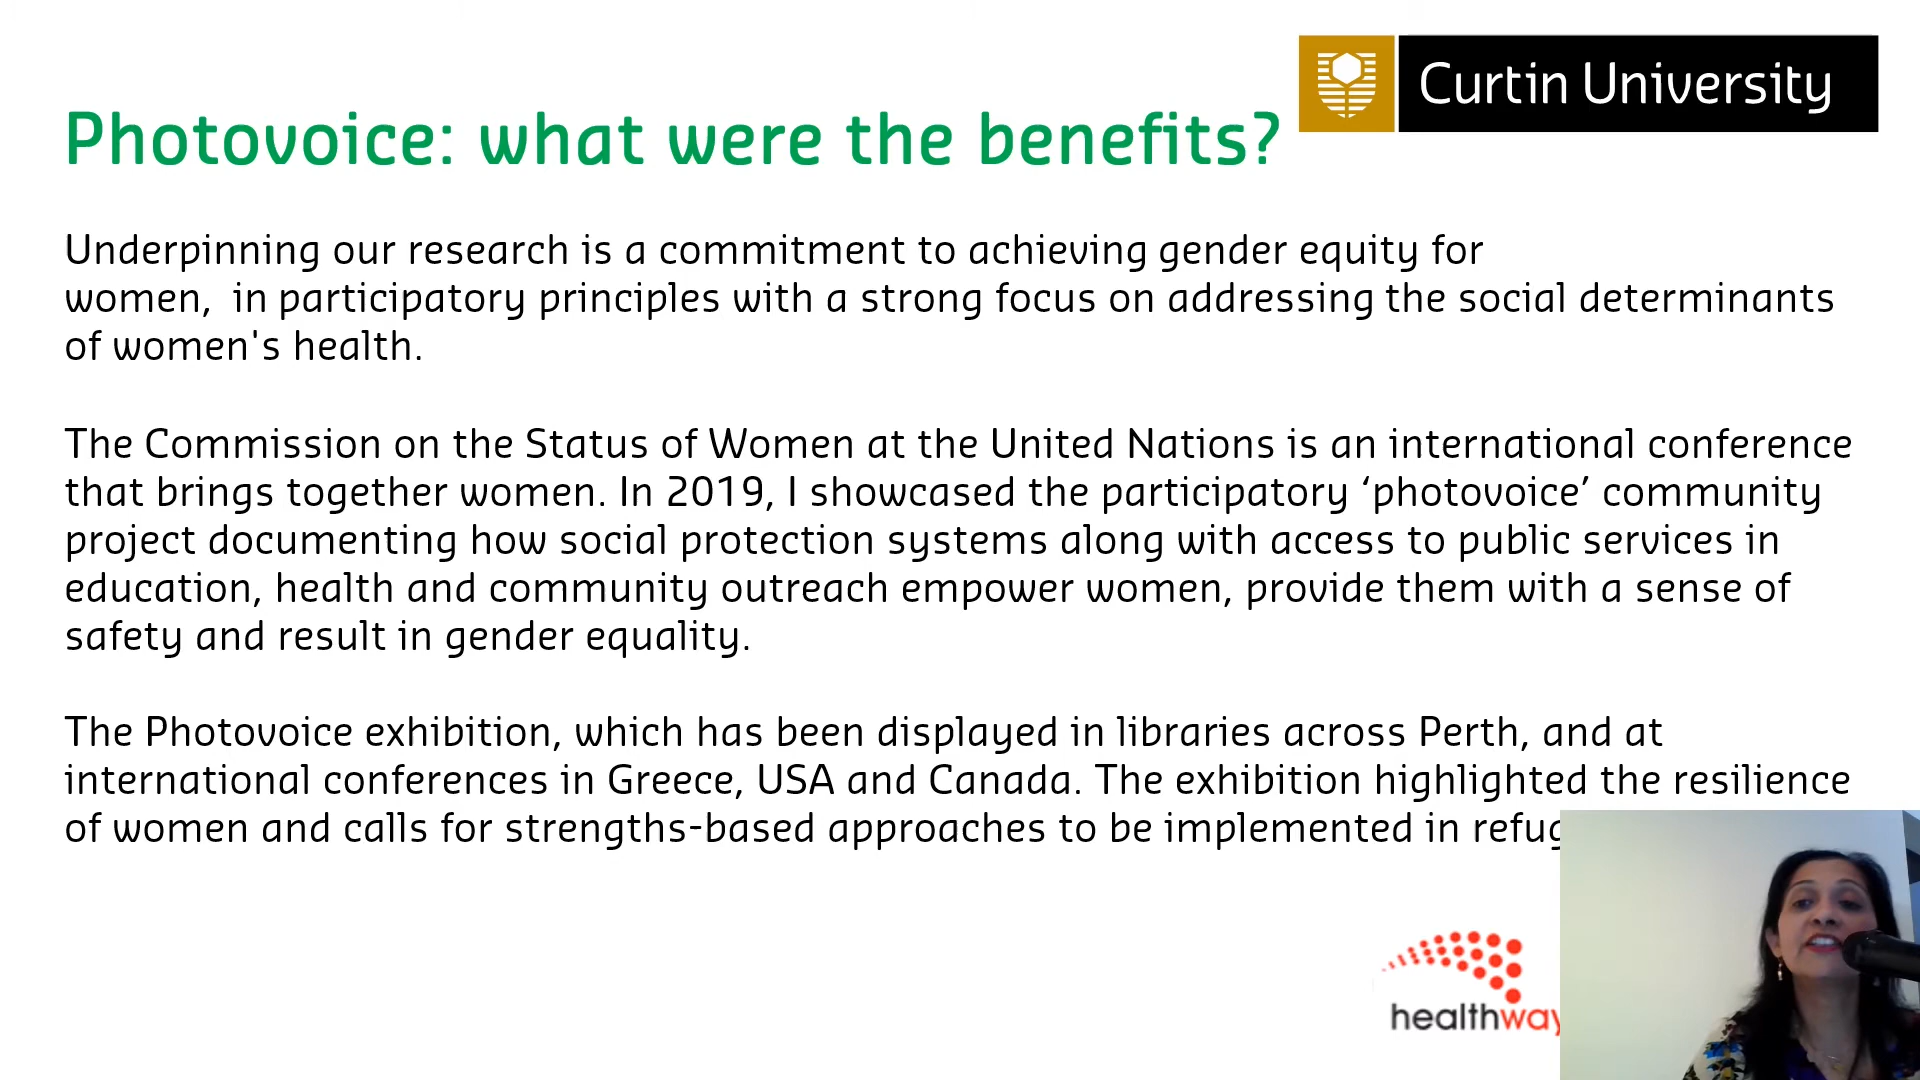 Curtin University
Photovoice: what were the benefits?
Underpinning our research is a commitment to achieving gender equity for
women,  in participatory principles with a strong focus on addressing the social determinants
of women's health.
The Commission on the Status of Women at the United Nations is an international conference
that brings together women. In 2019, I showcased the participatory ‘photovoice’ community
project documenting how social protection systems along with access to public services in
education, health and community outreach empower women, provide them with a sense of
safety and result in gender equality.
The Photovoice exhibition, which has been displayed in libraries across Perth, and at
international conferences in Greece, USA and Canada. The exhibition highlighted the resilience
of women and calls for strengths-based approaches to be implemented in
healthway